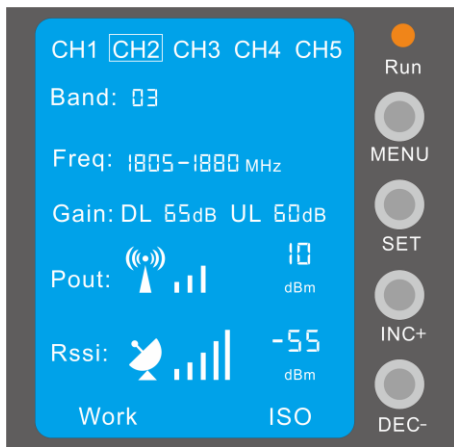 CH1 CH2 CH3 CH4 CH5
Run
Band: 03
MENU
Freq: 1805-1880 MHz
Gain: DL 65dB UL 60dB
SET
Pout: 10
dBm
INC+
Rssi: -55
dBm
Work ISO
DEC-